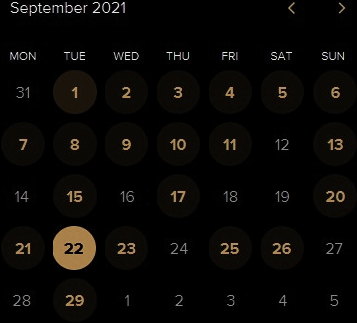 September 2021
MON TUE WED THU FRI SAT SUN
31 1 2 3 4 5 6
7 8 9 10 11 12 13
14 15 16 17 18 19 20
21 22 23 24 25 26 27
28 29 1 2 3 4 5